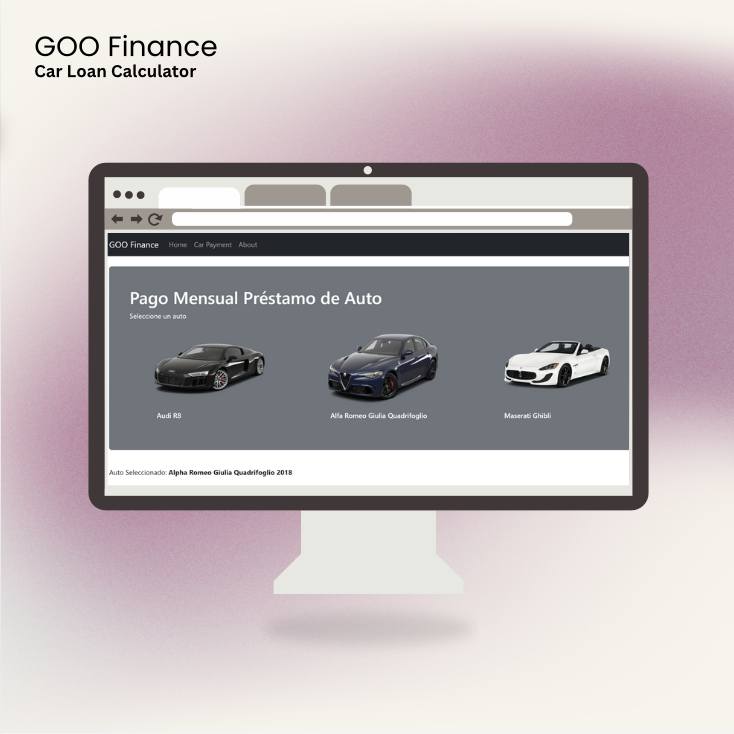 GOO Finance
Car Loan Calculator
GOO Finance Home Car Payment About
Pago Mensual Préstamo de Auto
Seleccione un auto
Audi R8 Alfa Romeo Giulia Quadrifoglio Maserati Ghibli
Auto Seleccionado: Alpha Romeo Giulia Quadrifoglio 2018